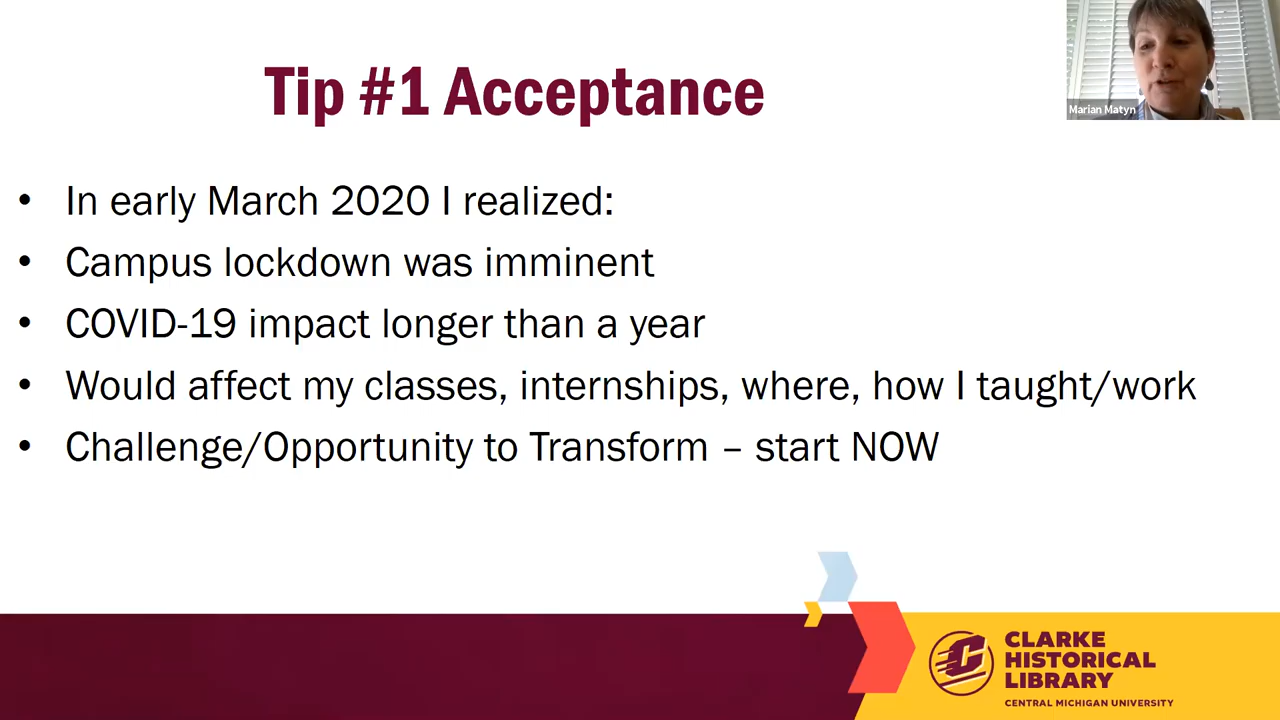 Tip #1 Acceptance
Marian Matyn
• In early March 2020 I realized:
• Campus lockdown was imminent
• COVID-19 impact longer than a year
• Would affect my classes, internships, where, how I taught/work
• Challenge/Opportunity to Transform – start NOW
C
CLARKE
HISTORICAL
LIBRARY
CENTRAL MICHIGAN UNIVERSITY